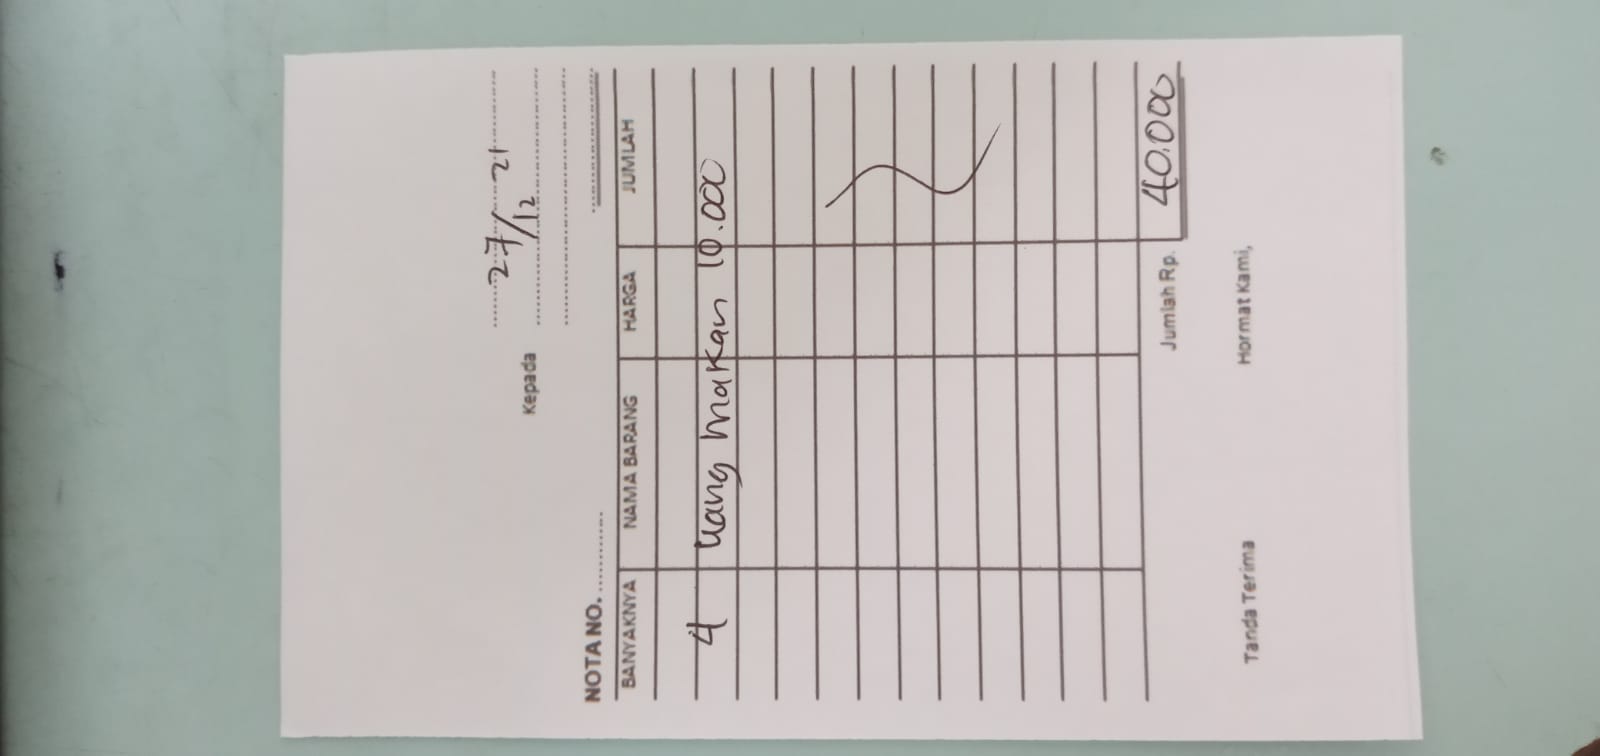 27/12 21
Kepada
NOTA NO.
BANYAKNYA NAMA BARANG HARGA JUMLAH
4 Uang makan 10.000
Jumlah Rp. 40.000
Tanda Terima Hormat Kami,